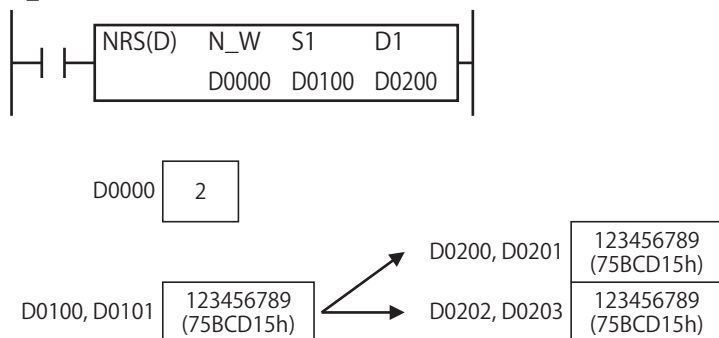 NRS(D) N_W S1 D1
D0000 D0100 D0200
D0000 2
D0200, D0201 123456789
(75BCD15h)
D0100, D0101 123456789
(75BCD15h)
D0202, D0203 123456789
(75BCD15h)